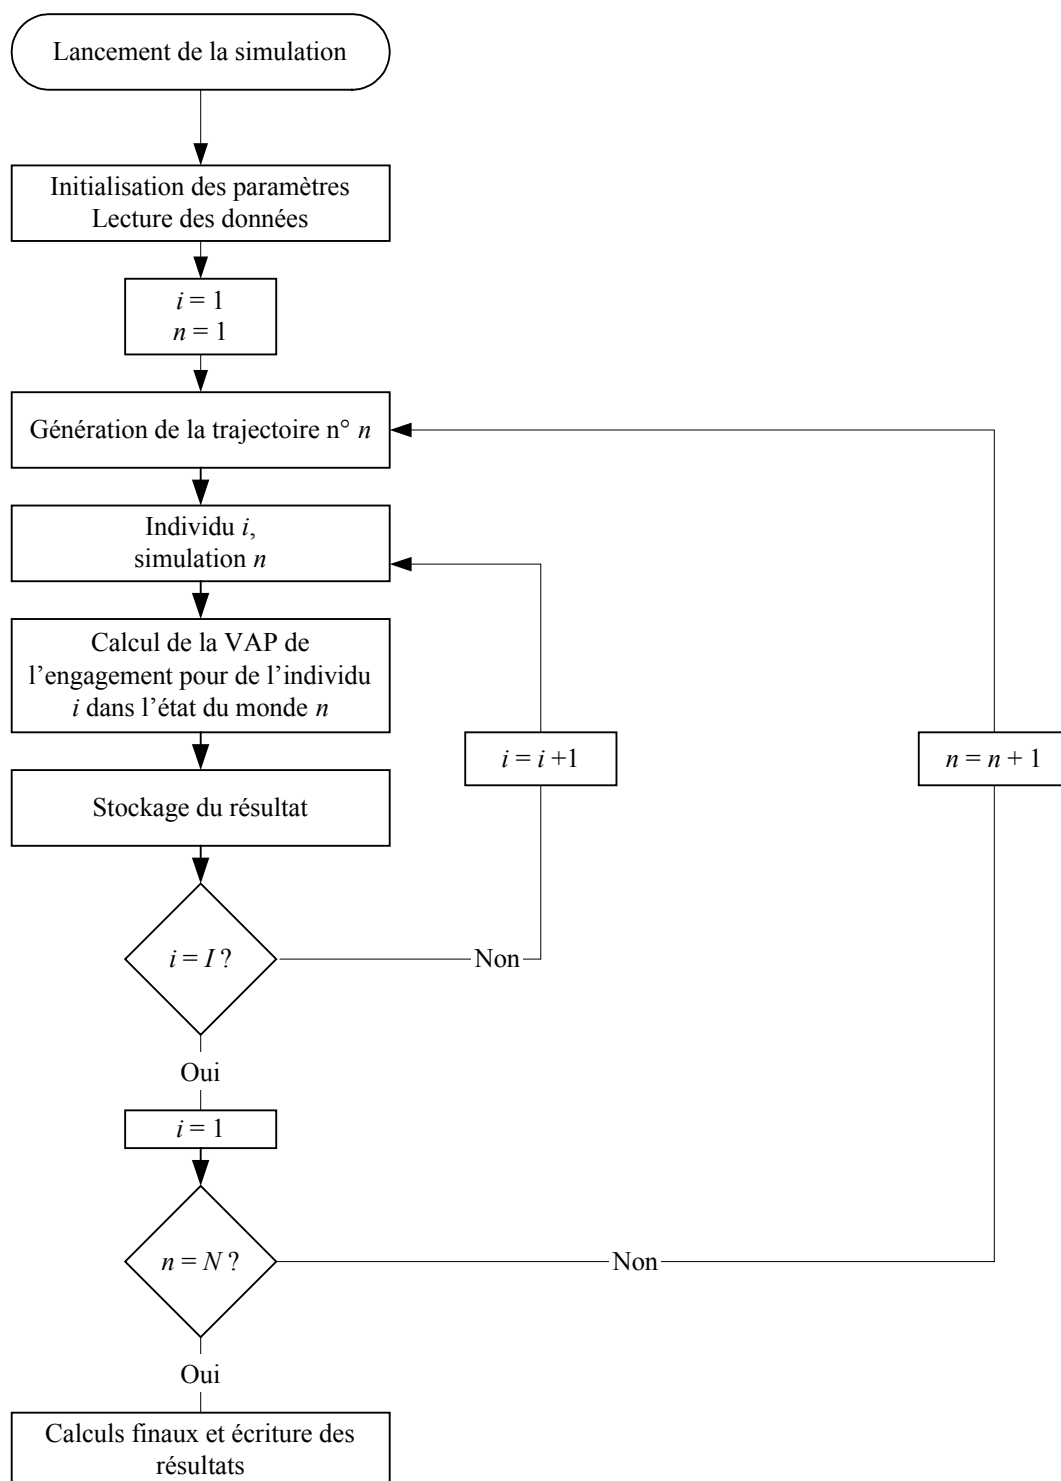 Lancement de la simulation
Initialisation des paramètres
Lecture des données
i = 1
n = 1
Génération de la trajectoire n° n
Individu i,
simulation n
Calcul de la VAP de
l’engagement pour de l’individu
i dans l’état du monde n
i = i +1
n = n + 1
Stockage du résultat
i = I ?
Non
Oui
i = 1
n = N ?
Non
Oui
Calculs finaux et écriture des
résultats